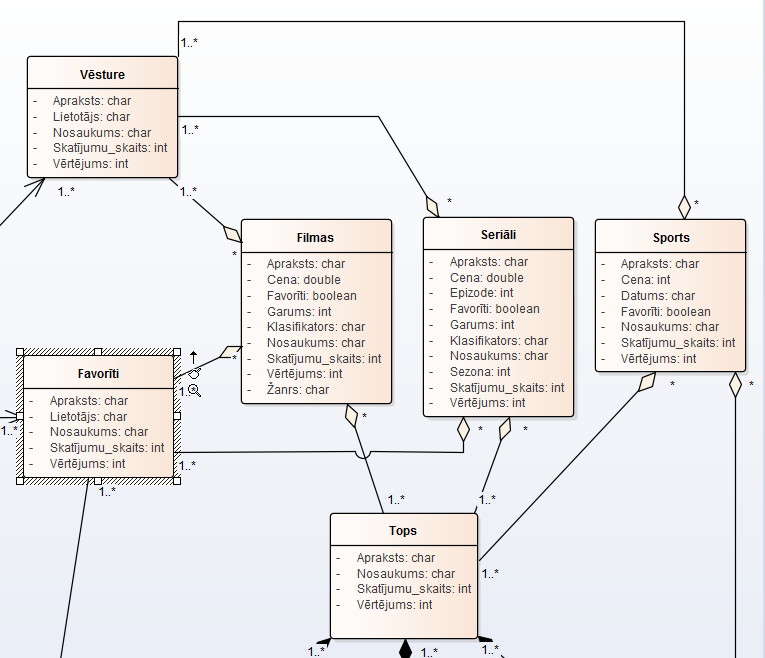 1..*
Vēsture
- Apraksts: char
- Lietotājs: char
- Nosaukums: char
- Skatījumu_skaits: int
- Vērtējums: int
1..*
1..*
1..*
*
*
*
Filmas
- Apraksts: char
- Cena: double
- Favorīti: boolean
- Garums: int
- Klasifikators: char
- Nosaukums: char
- Skatījumu_skaits: int
- Vērtējums: int
- Žanrs: char
Seriāli
- Apraksts: char
- Cena: double
- Epizode: int
- Favorīti: boolean
- Garums: int
- Klasifikators: char
- Nosaukums: char
- Sezona: int
- Skatījumu_skaits: int
- Vērtējums: int
Sports
- Apraksts: char
- Cena: int
- Datums: char
- Favorīti: boolean
- Nosaukums: char
- Skatījumu_skaits: int
- Vērtējums: int
Favorīti
- Apraksts: char
- Lietotājs: char
- Nosaukums: char
- Skatījumu_skaits: int
- Vērtējums: int
*
1..*
1..*
1..*
1..*
*
*
*
*
*
1..*
1..*
Tops
- Apraksts: char
- Nosaukums: char
- Skatījumu_skaits: int
- Vērtējums: int
1..*
1..*
1..*
1..*